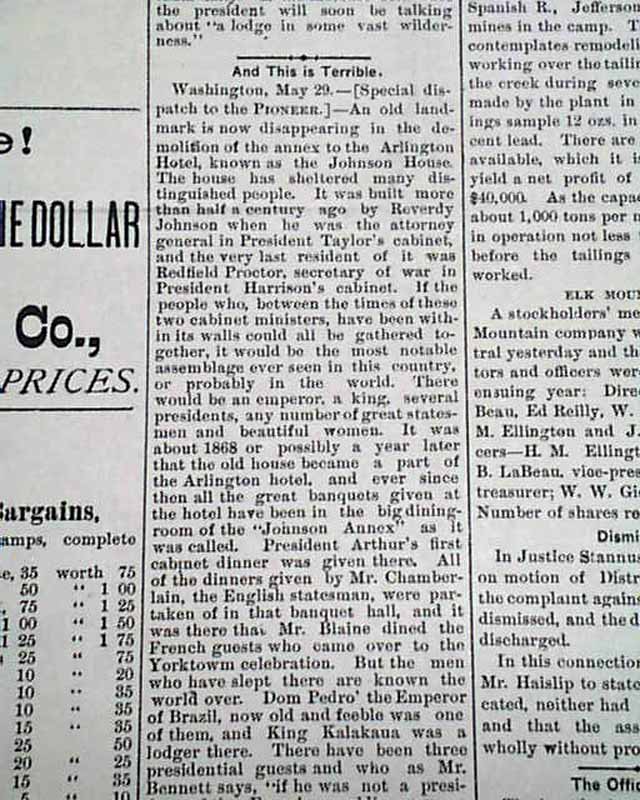 the president will soon be talking
about "a lodge in some vast wilder-
ness."
And This is Terrible.
Washington, May 29.—[Special dis-
patch to the PIONEER.]—An old land-
mark is now disappearing in the de-
molition of the annex to the Arlington
Hotel, known as the Johnson House.
The house has sheltered many dis-
tinguished people. It was built more
than half a century ago by Reverdy
Johnson when he was the attorney
general in President Taylor's cabinet,
and the very last resident of it was
Redfield Proctor, secretary of war in
President Harrison's cabinet. If the
people who, between the times of these
two cabinet ministers, have been with-
in its walls could all be gathered to-
gether, it would be the most notable
assemblage ever seen in this country,
or probably in the world. There
would be an emperor, a king, several
presidents, any number of great states-
men and beautiful women. It was
about 1868 or possibly a year later
that the old house became a part of
the Arlington hotel, and ever since
then all the great banquets given at
the hotel have been in the big dining-
room of the "Johnson Annex" as it
was called. President Arthur's first
cabinet dinner was given there. All
of the dinners given by Mr. Chamber-
lain, the English statesman, were par-
taken of in that banquet hall, and it
was there that Mr. Blaine dined the
French guests who came over to the
Yorktowm celebration. But the men
who have slept there are known the
world over. Dom Pedro' the Emperor
of Brazil, now old and feeble was one
of them, and King Kalakaua was a
lodger there. There have been three
presidential guests and who as Mr.
Bennett says, "if he was not a presi-
e!
NE DOLLAR
Co.,
PRICES.
Bargains,
amps, complete
e, 35 worth 75
50 " 1 00
75 " 1 25
1 00 " 1 50
1 25 " 1 75
25 " 75
10 " 20
10 " 35
10 " 35
15 " 35
25 50
20 " 25
15 " 35
5 10
Spanish R., Jefferson
mines in the camp. T
contemplates remodeli
working over the tailin
the creek during seve
made by the plant in
ings sample 12 ozs. in
cent lead. There are
available, which it is
yield a net profit of
$40,000. As the capac
about 1,000 tons per m
in operation not less
before the tailings
worked.
ELK MOU
A stockholders' me
Mountain company w
tral yesterday and th
tors and officers were
ensuing year: Direc
Beau, Ed Reilly, W.
M. Ellington and J.
cers—H. M. Ellingt
B. LaBeau, vice-pres
treasurer; W. W. Gi
Number of shares re
Dismi
In Justice Stannus
on motion of Distr
the complaint agains
dismissed, and the d
discharged.
In this connection
Mr. Haislip to state
cated, neither had
and that the ass
wholly without pro
The Offi